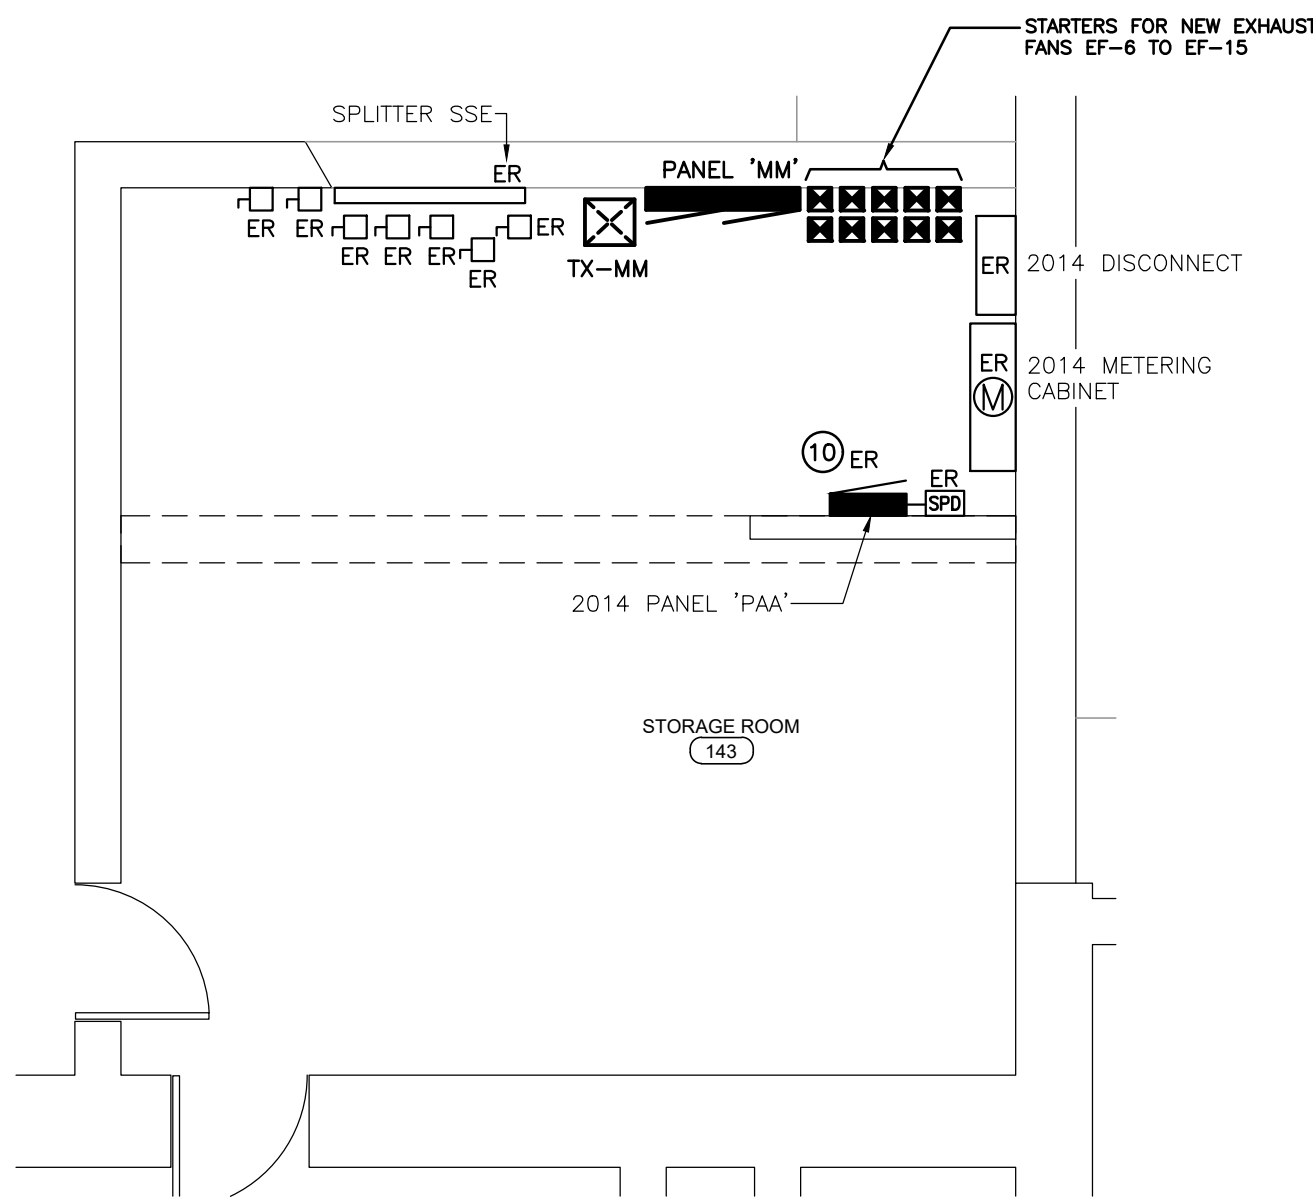 STARTERS FOR NEW EXHAUST
FANS EF-6 TO EF-15
SPLITTER SSE
ER
PANEL 'MM'
ER
ER
ER
ER
ER
ER
ER
TX-MM
ER
2014 DISCONNECT
ER
M
2014 METERING
CABINET
10
ER
ER
SPD
2014 PANEL 'PAA'
STORAGE ROOM
143